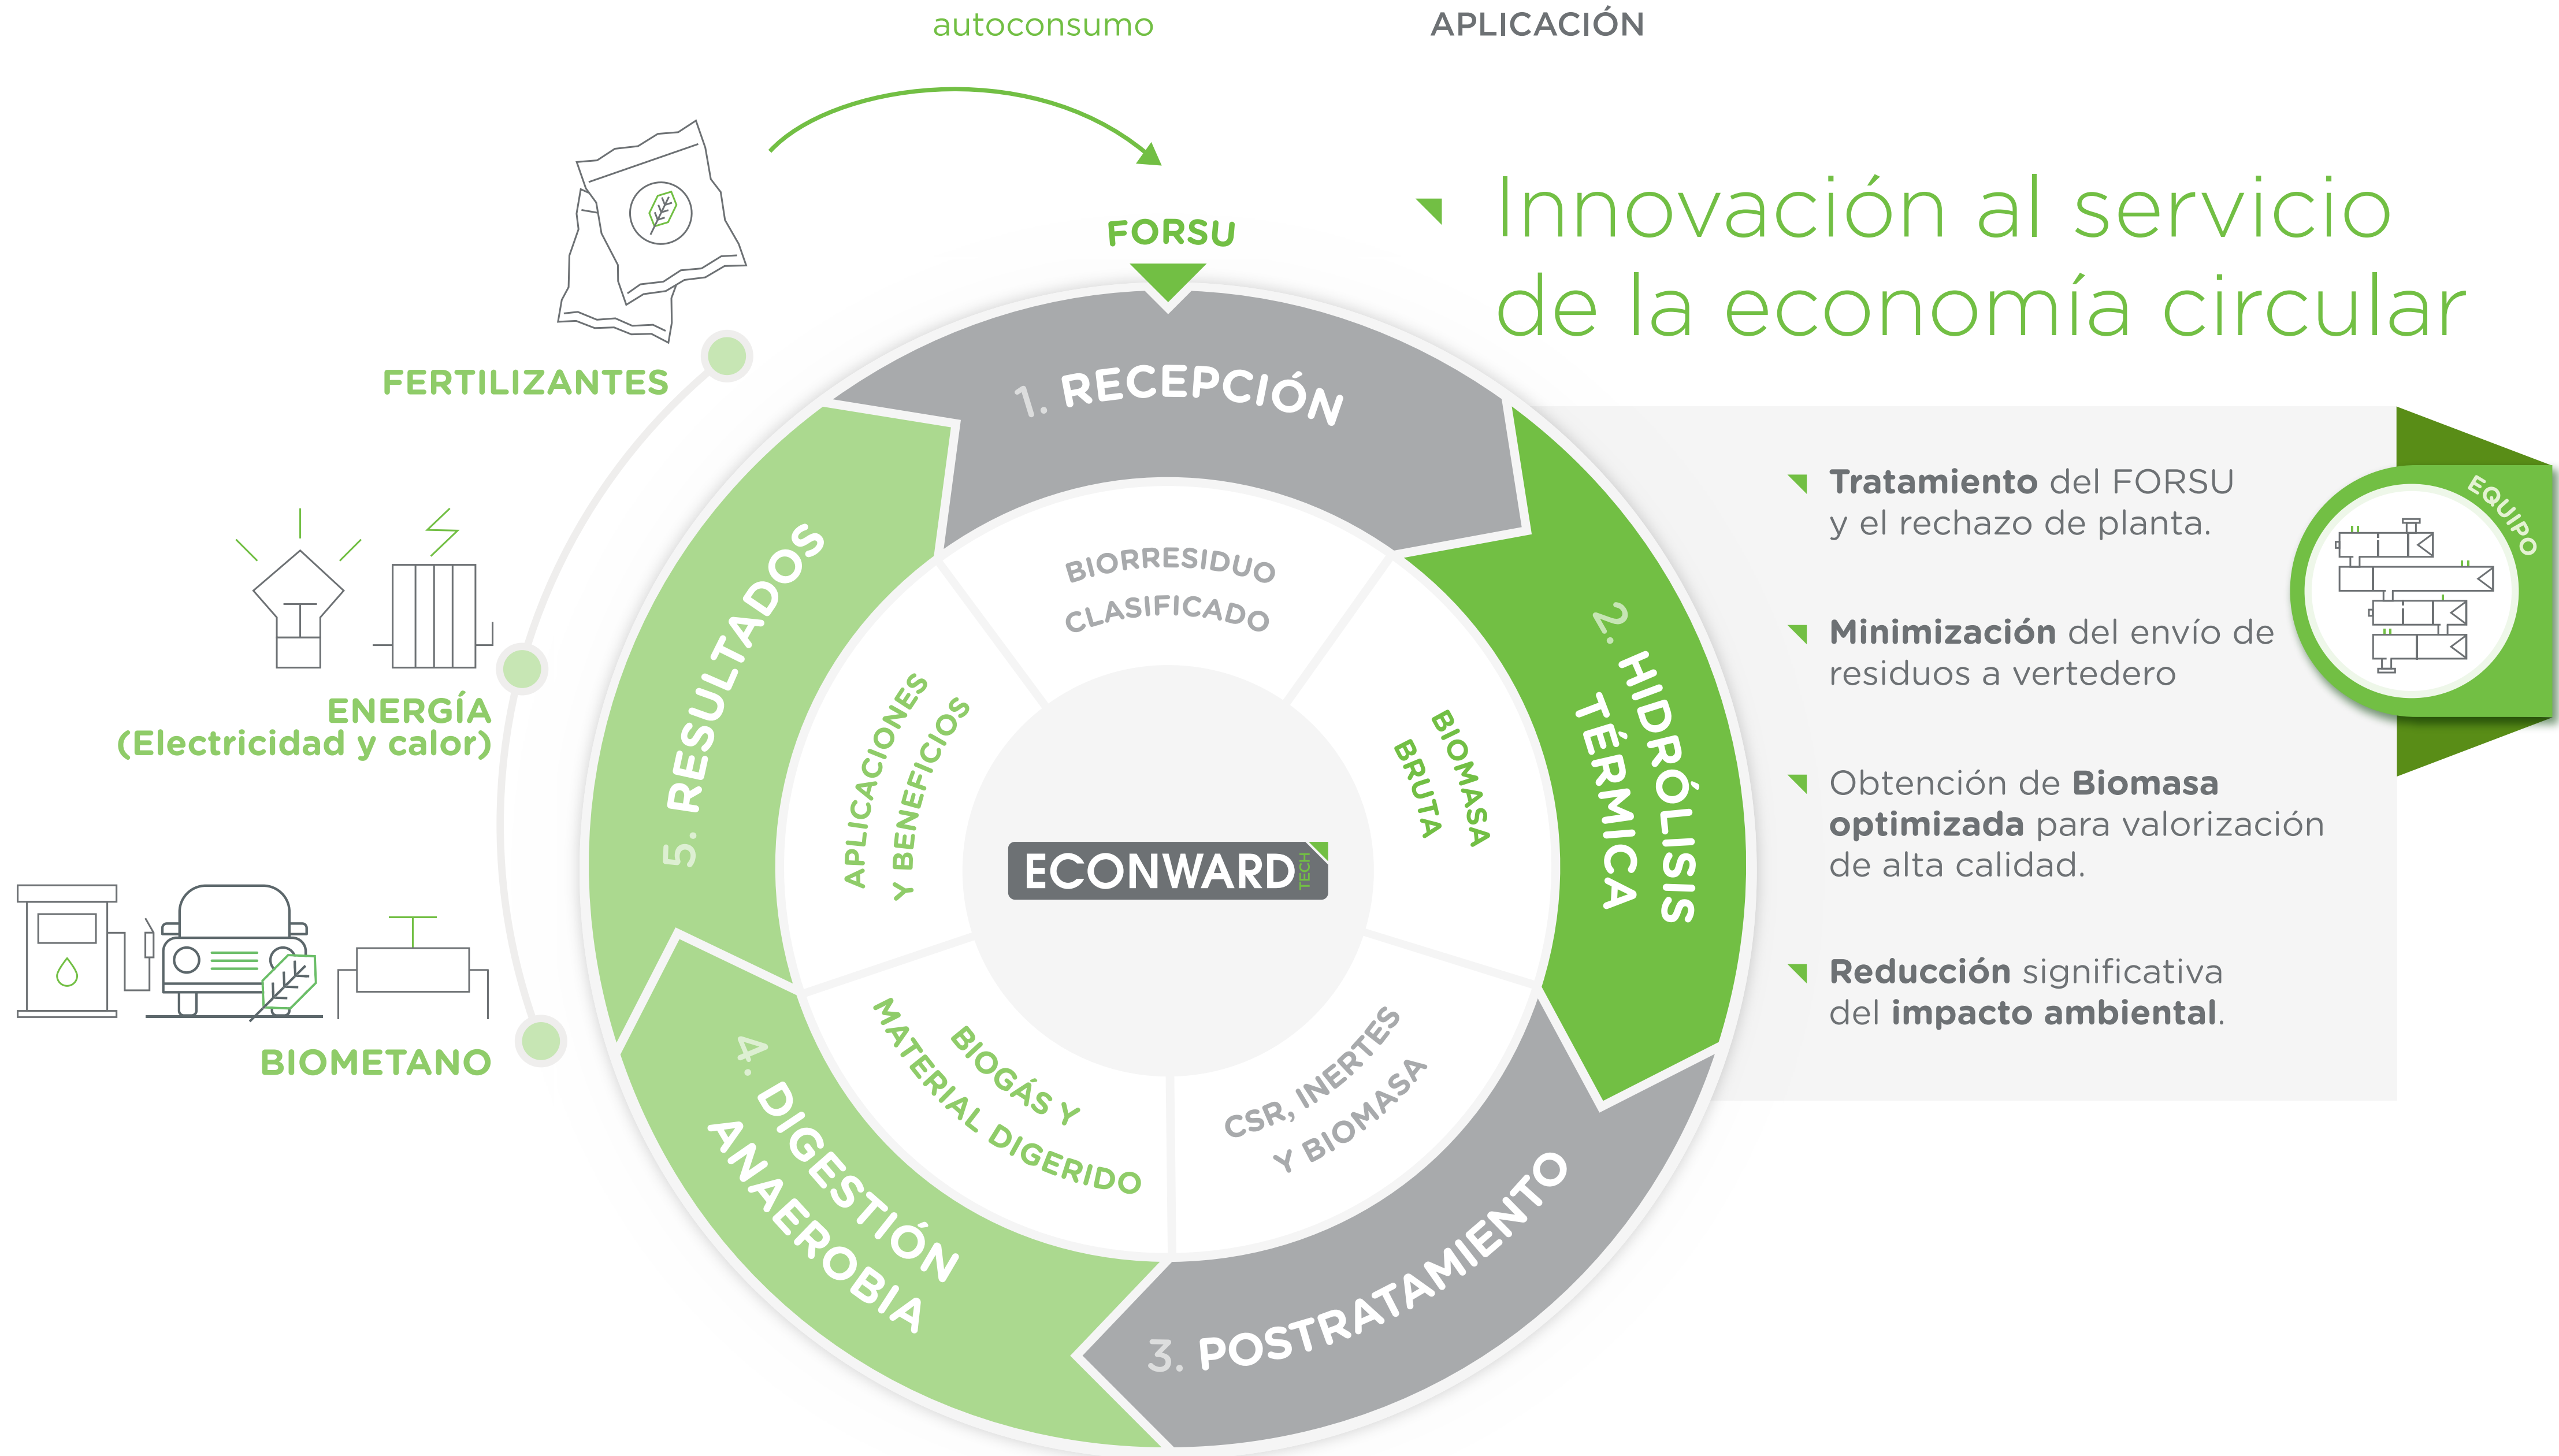 autoconsumo
APLICACIÓN
Innovación al servicio
de la economía circular
FORSU
FERTILIZANTES
ENERGÍA
(Electricidad y calor)
BIOMETANO
1. RECEPCIÓN
BIORRESIDUO
CLASIFICADO
2. HIDRÓLISIS
TÉRMICA
BIOMASA
BRUTA
3. POSTRATAMIENTO
CSR, INERTES
Y BIOMASA
4. DIGESTIÓN
ANAEROBIA
BIOGÁS Y
MATERIAL DIGERIDO
5. RESULTADOS
APLICACIONES
Y BENEFICIOS
ECONWARD TECH
Tratamiento del FORSU
y el rechazo de planta.
Minimización del envío de
residuos a vertedero
Obtención de Biomasa
optimizada para valorización
de alta calidad.
Reducción significativa
del impacto ambiental.
EQUIPO